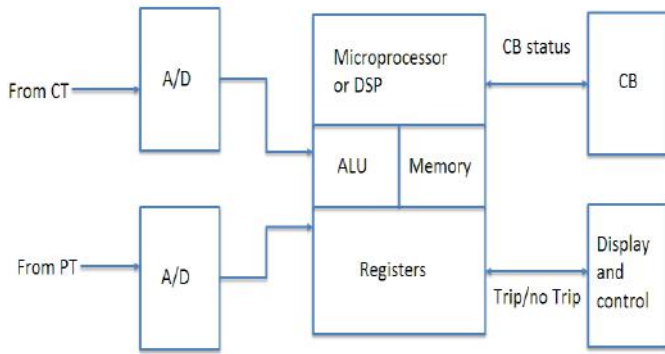 From CT
A/D
Microprocessor
or DSP
CB status
CB
ALU
Memory
From PT
A/D
Registers
Trip/no Trip
Display
and
control